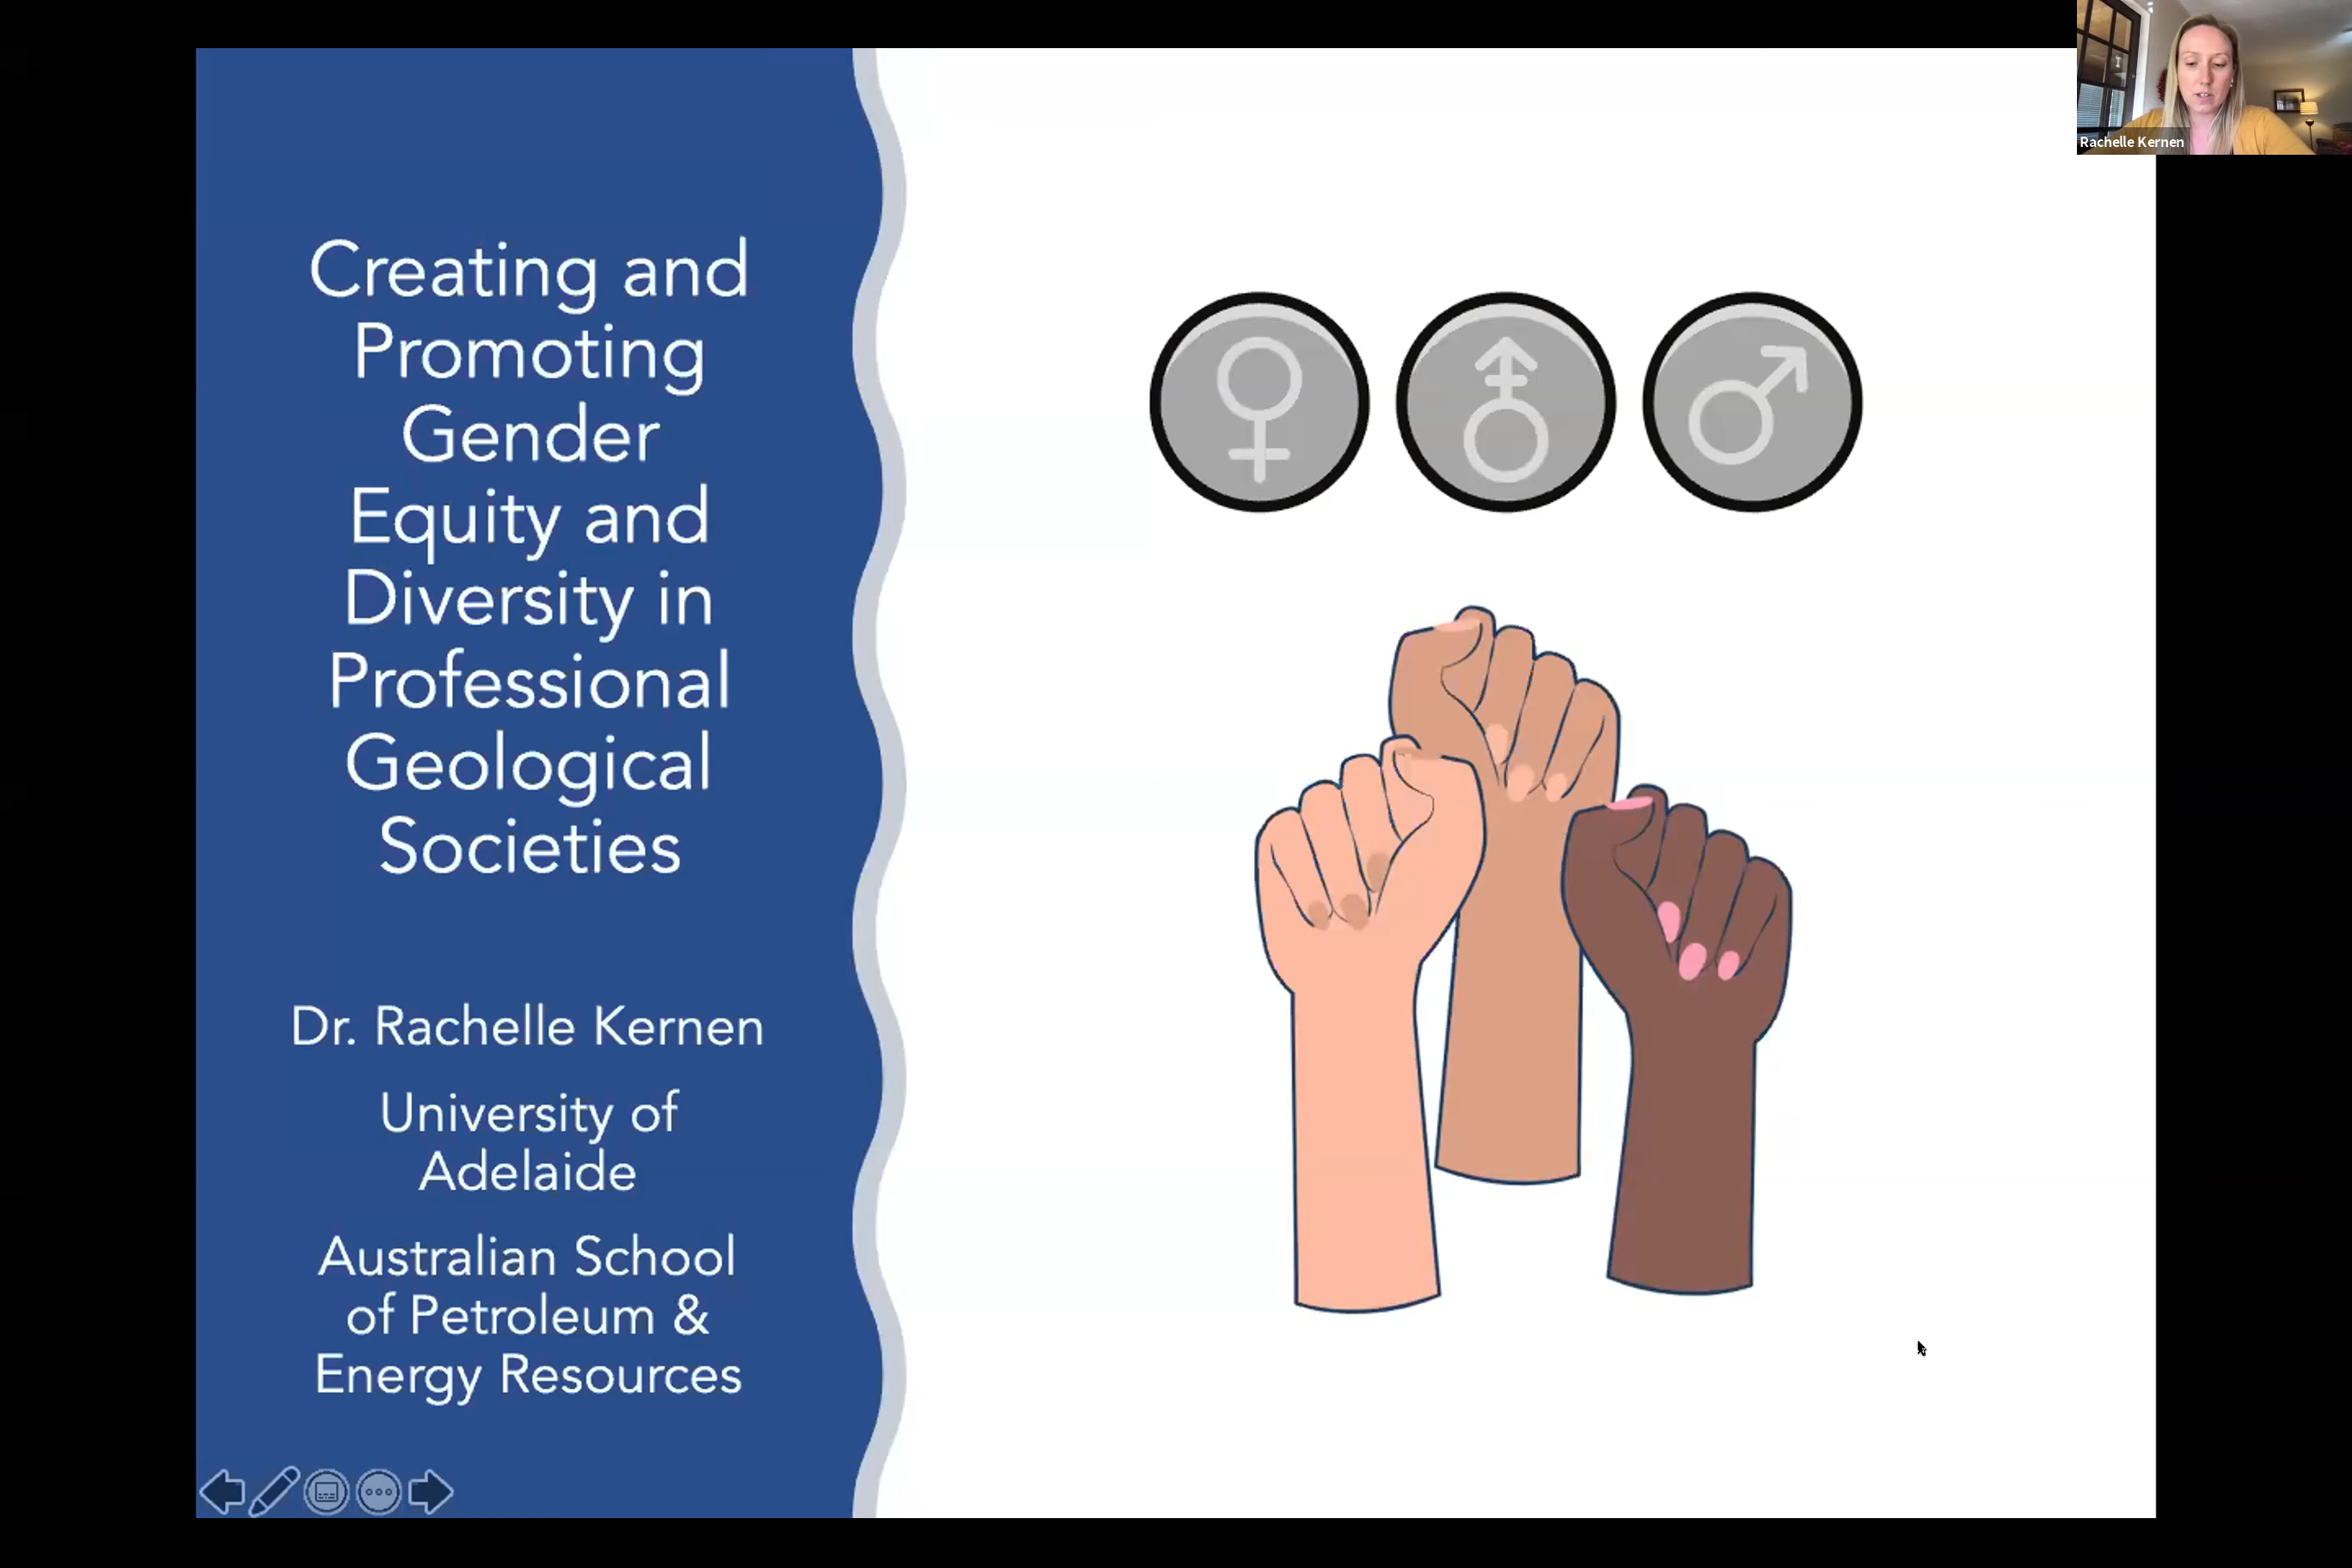 Creating and
Promoting
Gender
Equity and
Diversity in
Professional
Geological
Societies
Dr. Rachelle Kernen
University of
Adelaide
Australian School
of Petroleum &
Energy Resources
Rachelle Kernen